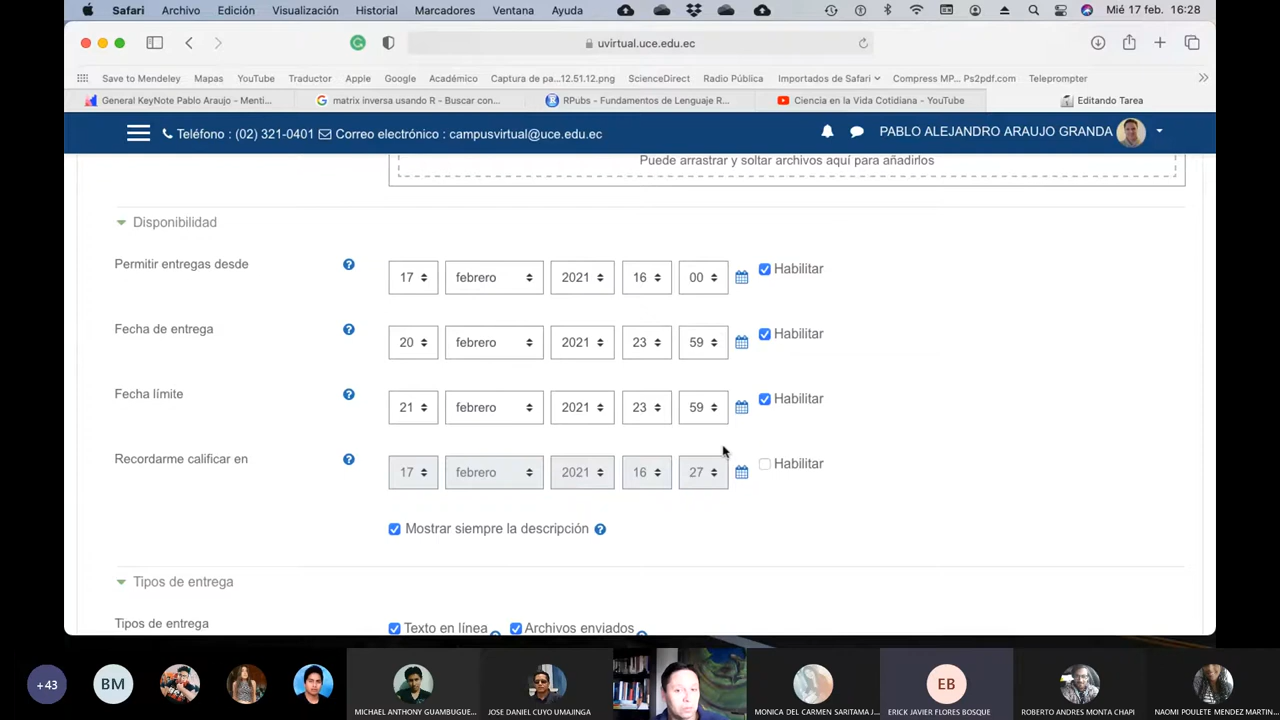 Safari Archivo Edición Visualización Historial Marcadores Ventana Ayuda Mié 17 feb. 16:28
uvirtual.uce.edu.ec
Save to Mendeley Mapas YouTube Traductor Apple Google Académico Captura de pa...12.51.12.png ScienceDirect Radio Pública Importados de Safari Compress MP... Ps2pdf.com Teleprompter
General KeyNote Pablo Araujo - Menti... matrix inversa usando R - Buscar con... RPubs - Fundamentos de Lenguaje R... Ciencia en la Vida Cotidiana - YouTube Editando Tarea
Teléfono : (02) 321-0401 Correo electrónico : campusvirtual@uce.edu.ec PABLO ALEJANDRO ARAUJO GRANDA
Puede arrastrar y soltar archivos aquí para añadirlos
Disponibilidad
Permitir entregas desde ? 17 febrero 2021 16 00 Habilitar
Fecha de entrega ? 20 febrero 2021 23 59 Habilitar
Fecha límite ? 21 febrero 2021 23 59 Habilitar
Recordarme calificar en ? 17 febrero 2021 16 27 Habilitar
Mostrar siempre la descripción ?
Tipos de entrega
Tipos de entrega Texto en línea Archivos enviados
+43 BM EB
MICHAEL ANTHONY GUAMBUGUE... JOSE DANIEL CUYO UMAJINGA MONICA DEL CARMEN SARITAMA J... ERICK JAVIER FLORES BOSQUE ROBERTO ANDRES MONTA CHAPI NAOMI POULETE MENDEZ MARTIN...